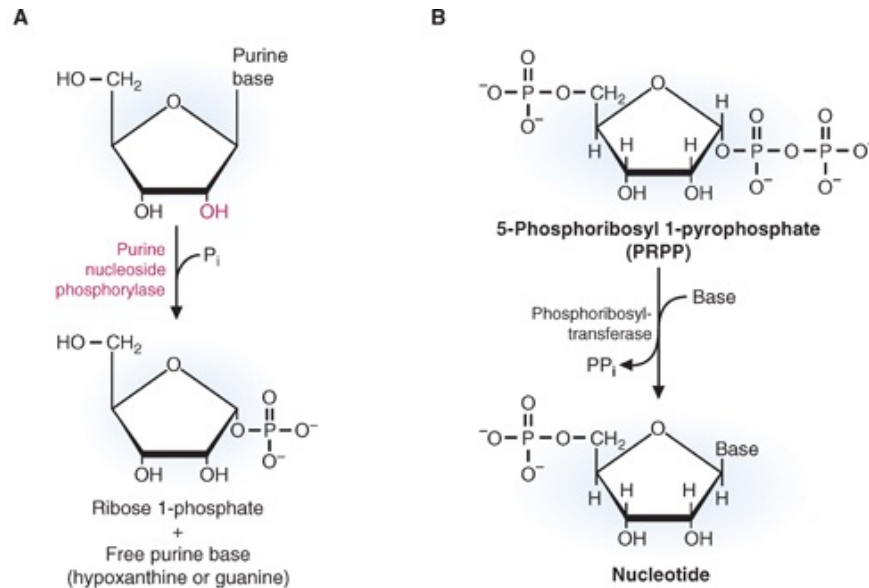 A
Purine
base
HO–CH₂
O
OH
OH
Purine
nucleoside
phosphorylase
Pᵢ
HO–CH₂
O
O
O–P–O⁻
O⁻
OH
OH
Ribose 1-phosphate
+
Free purine base
(hypoxanthine or guanine)
B
O
⁻O–P–O–CH₂
O⁻
O
H
H
H
H
O
O
O–P–O–P–O⁻
O⁻
O⁻
OH
OH
5-Phosphoribosyl 1-pyrophosphate
(PRPP)
Phosphoribosyl-
transferase
Base
PPᵢ
O
⁻O–P–O–CH₂
O⁻
O
Base
H
H
H
H
OH
OH
Nucleotide